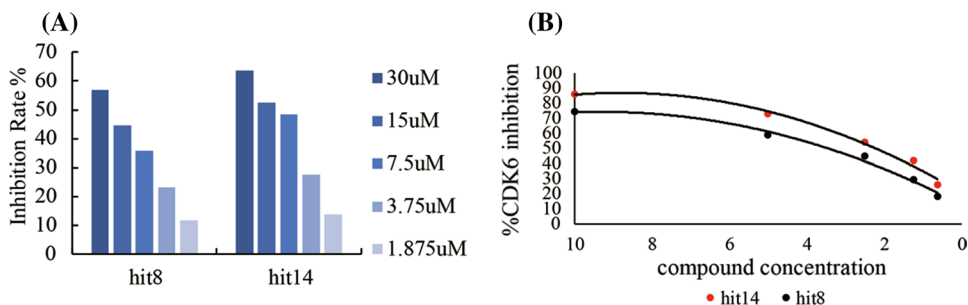 (A)
70
60
50
40
30
20
10
0
Inhibition Rate %
hit8 hit14
30uM
15uM
7.5uM
3.75uM
1.875uM
(B)
100
90
80
70
60
50
40
30
20
10
0
%CDK6 inhibition
10 8 6 4 2 0
compound concentration
hit14 hit8